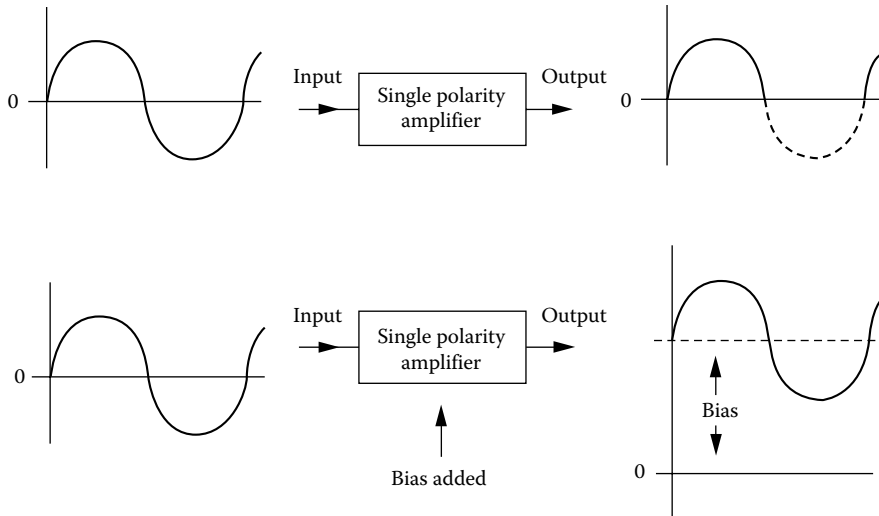 Input
Output
0
Single polarity
amplifier
0
Input
Output
0
Single polarity
amplifier
Bias
Bias added
0